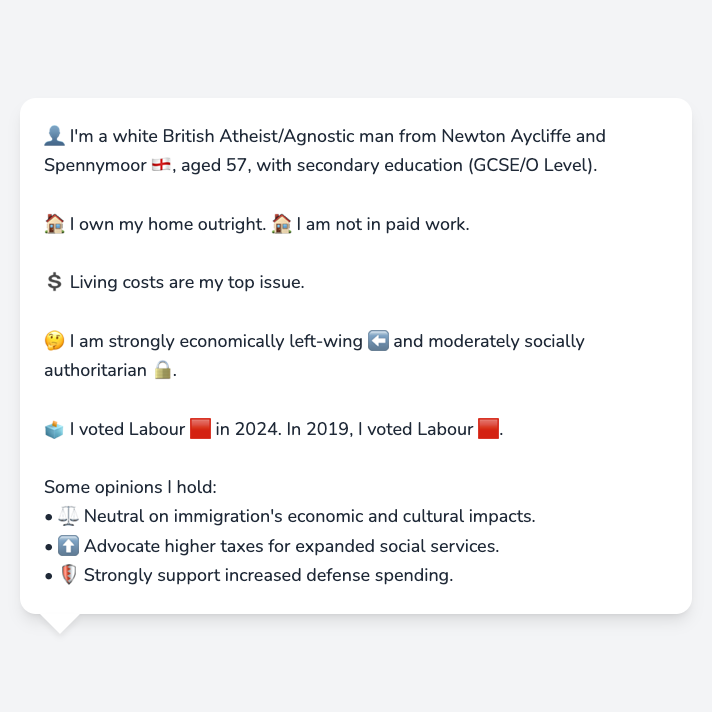 👤 I'm a white British Atheist/Agnostic man from Newton Aycliffe and
Spennymoor 🏴󠁧󠁢󠁥󠁮󠁧󠁿, aged 57, with secondary education (GCSE/O Level).
🏠 I own my home outright. 🏠 I am not in paid work.
💲 Living costs are my top issue.
🤔 I am strongly economically left-wing ⬅️ and moderately socially
authoritarian 🔒.
🗳️ I voted Labour 🟥 in 2024. In 2019, I voted Labour 🟥.
Some opinions I hold:
• ⚖️ Neutral on immigration's economic and cultural impacts.
• ⬆️ Advocate higher taxes for expanded social services.
• 🛡️ Strongly support increased defense spending.